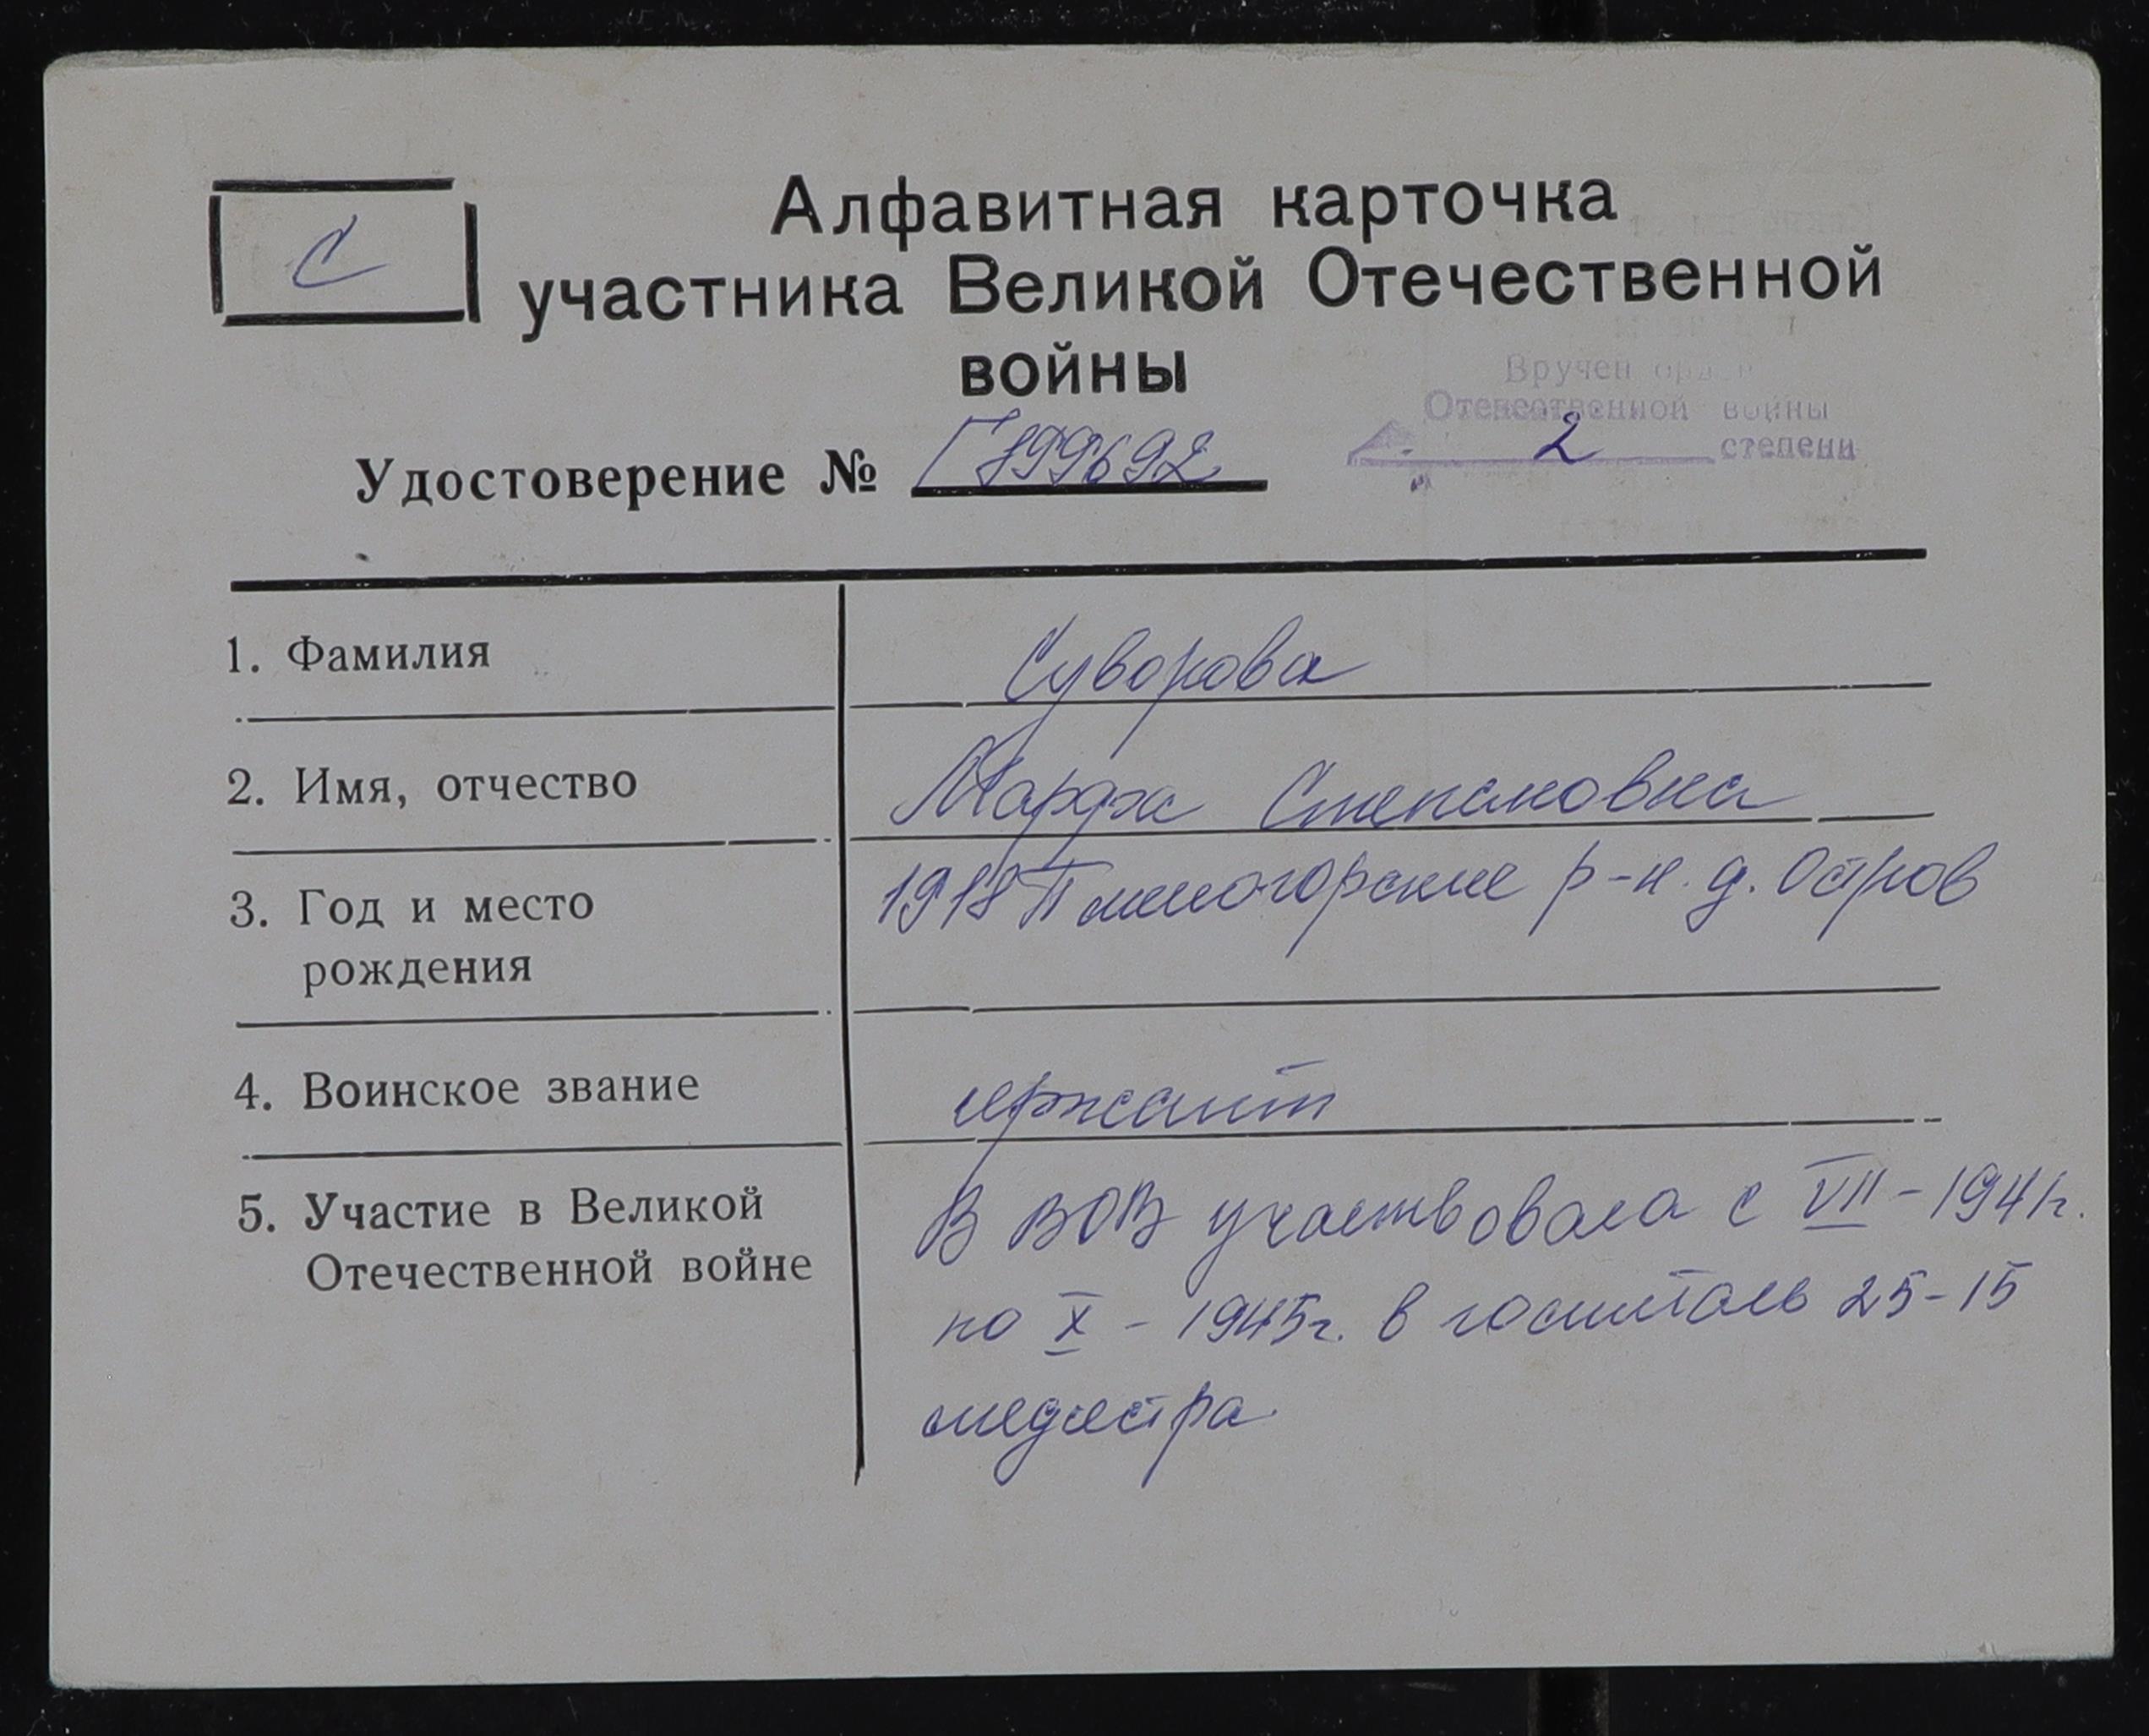 С
Алфавитная карточка
участника Великой Отечественной
войны
Вручен орден
Отечественной войны
2 степени
Удостоверение № Г 899692
1. Фамилия Суворова
2. Имя, отчество Марфа Степановна
3. Год и место 1918 р-н. д. Остров
рождения
4. Воинское звание сержант
5. Участие в Великой В ВОВ участвовала с VII - 1941г.
Отечественной войне по X - 1945г. в госпиталь 25-15
медсестра